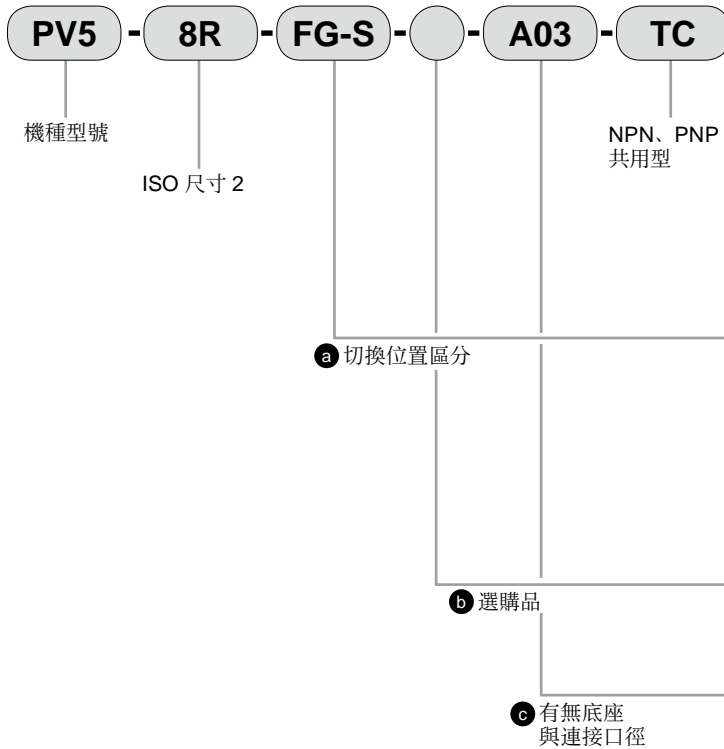 PV5 - 8R - FG-S - - A03 - TC
機種型號
NPN、PNP
共用型
ISO 尺寸 2
a 切換位置區分
b 選購品
c 有無底座
與連接口徑